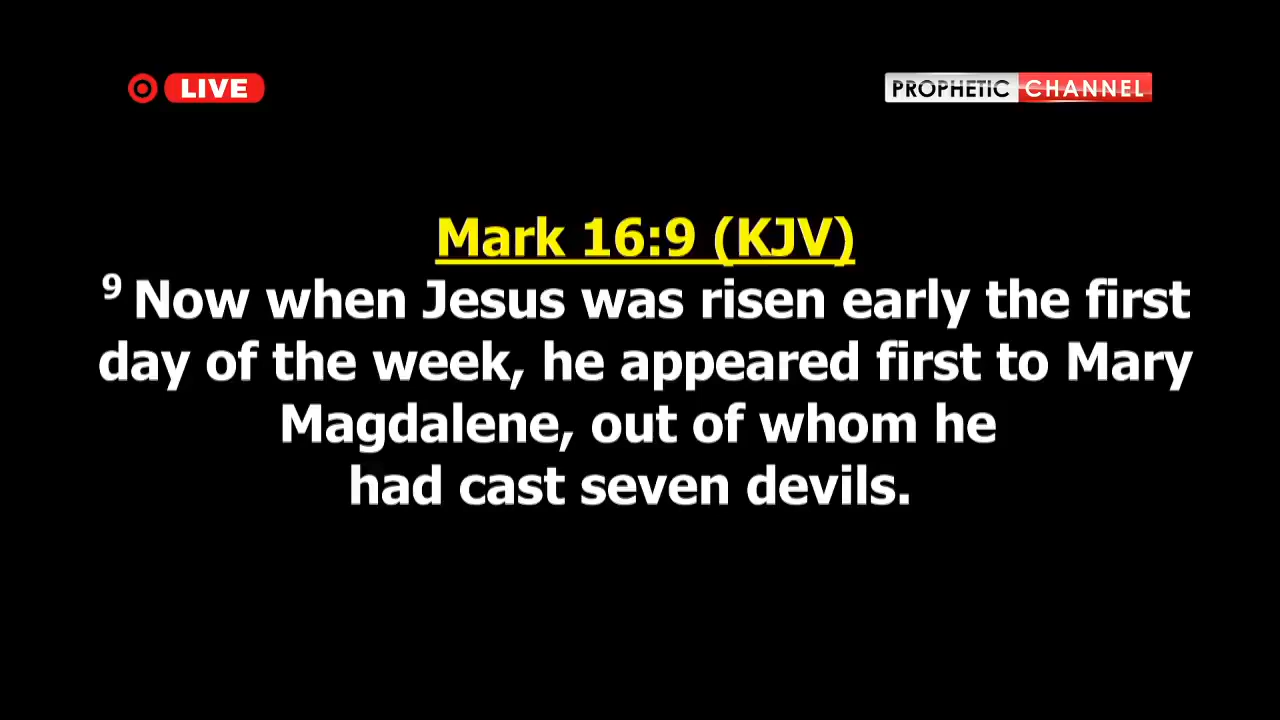 LIVE
PROPHETIC CHANNEL
Mark 16:9 (KJV)
9 Now when Jesus was risen early the first
day of the week, he appeared first to Mary
Magdalene, out of whom he
had cast seven devils.